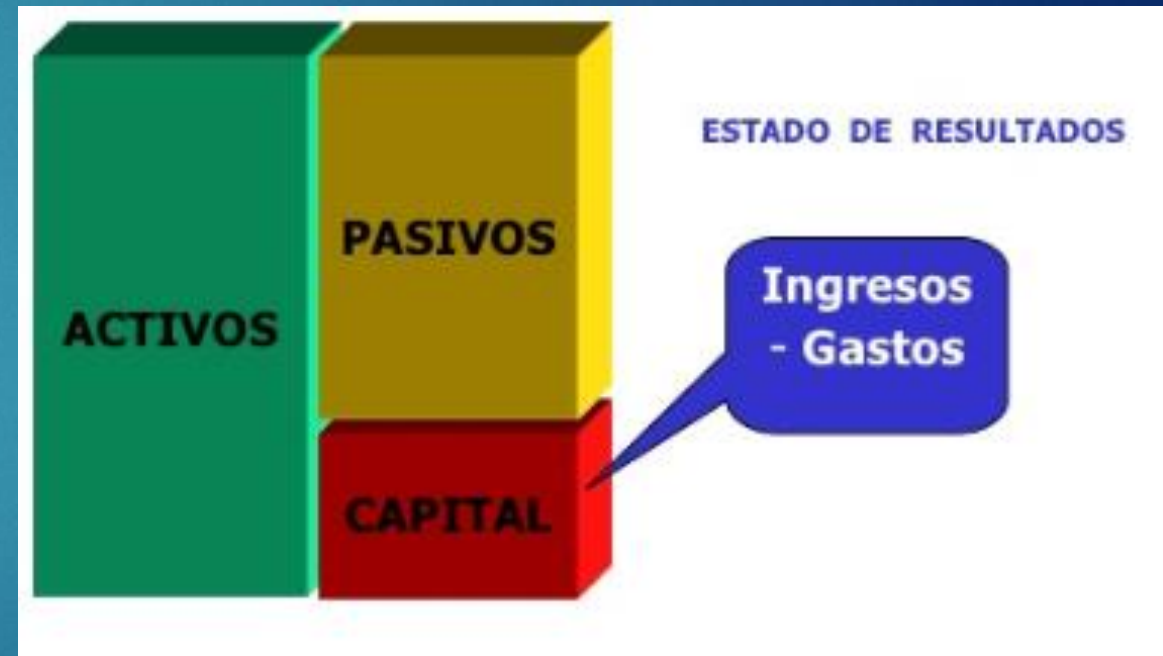 ACTIVOS
PASIVOS
CAPITAL
ESTADO DE RESULTADOS
Ingresos
- Gastos